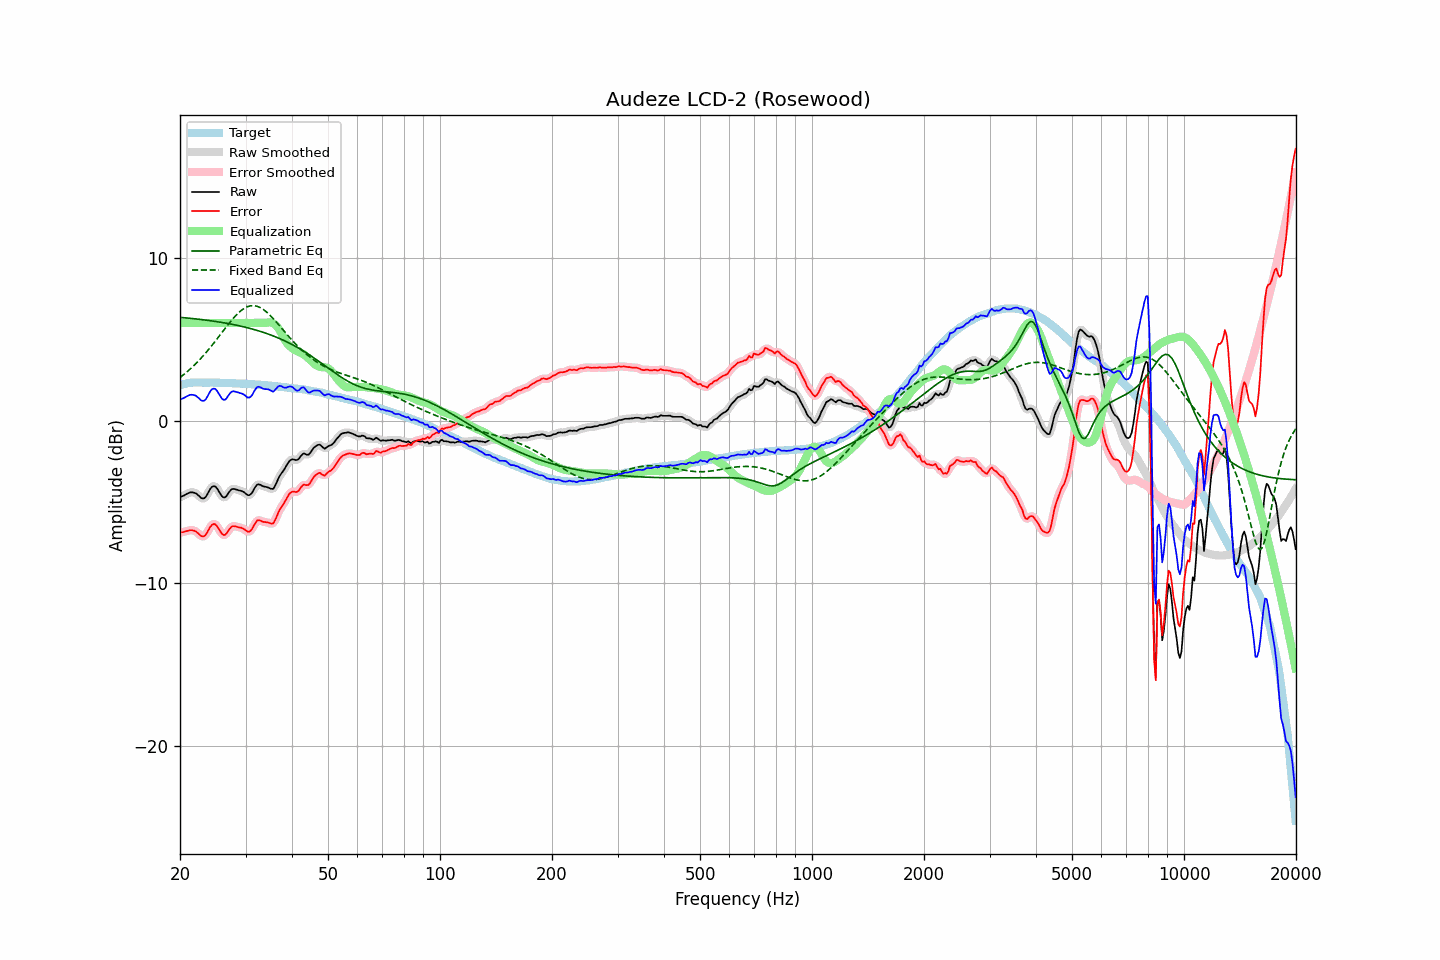 Audeze LCD-2 (Rosewood)
Target
Raw Smoothed
Error Smoothed
Raw
Error
Equalization
Parametric Eq
Fixed Band Eq
Equalized
10
0
−10
−20
Amplitude (dBr)
20 50 100 200 500 1000 2000 5000 10000 20000
Frequency (Hz)